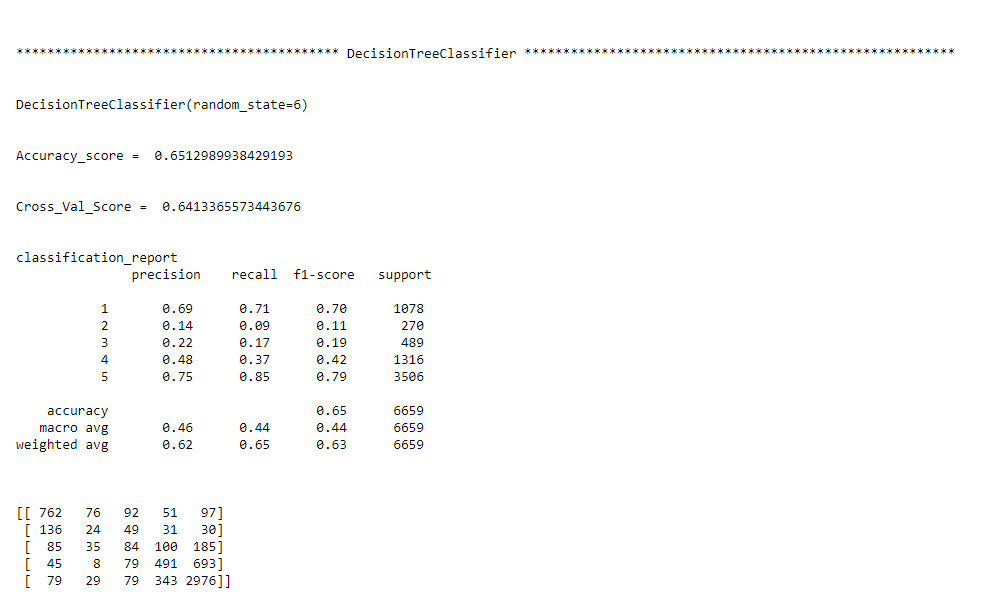 ****************************************** DecisionTreeClassifier ********************************************************
DecisionTreeClassifier(random_state=6)
Accuracy_score =  0.6512989938429193
Cross_Val_Score =  0.6413365573443676
classification_report
               precision    recall  f1-score   support
           1       0.69      0.71      0.70      1078
           2       0.14      0.09      0.11       270
           3       0.22      0.17      0.19       489
           4       0.48      0.37      0.42      1316
           5       0.75      0.85      0.79      3506
    accuracy                           0.65      6659
   macro avg       0.46      0.44      0.44      6659
weighted avg       0.62      0.65      0.63      6659
[[ 762   76   92   51   97]
 [ 136   24   49   31   30]
 [  85   35   84  100  185]
 [  45    8   79  491  693]
 [  79   29   79  343 2976]]